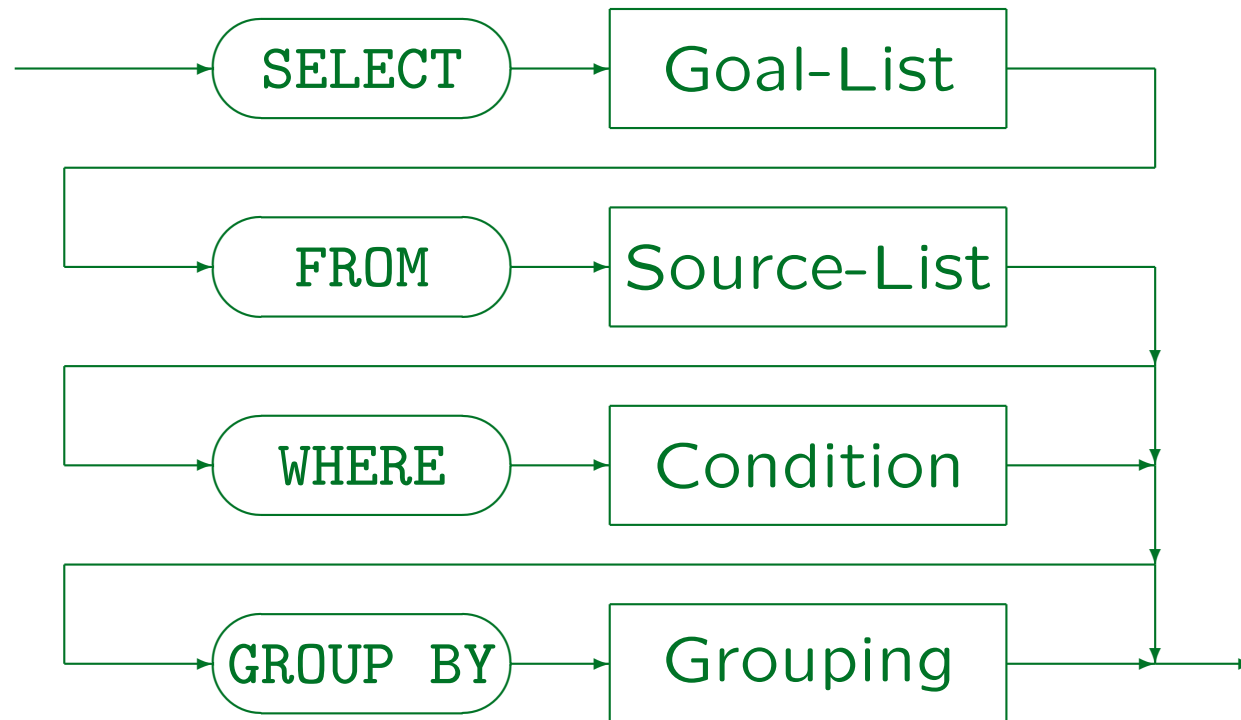 SELECT Goal-List
FROM Source-List
WHERE Condition
GROUP BY Grouping